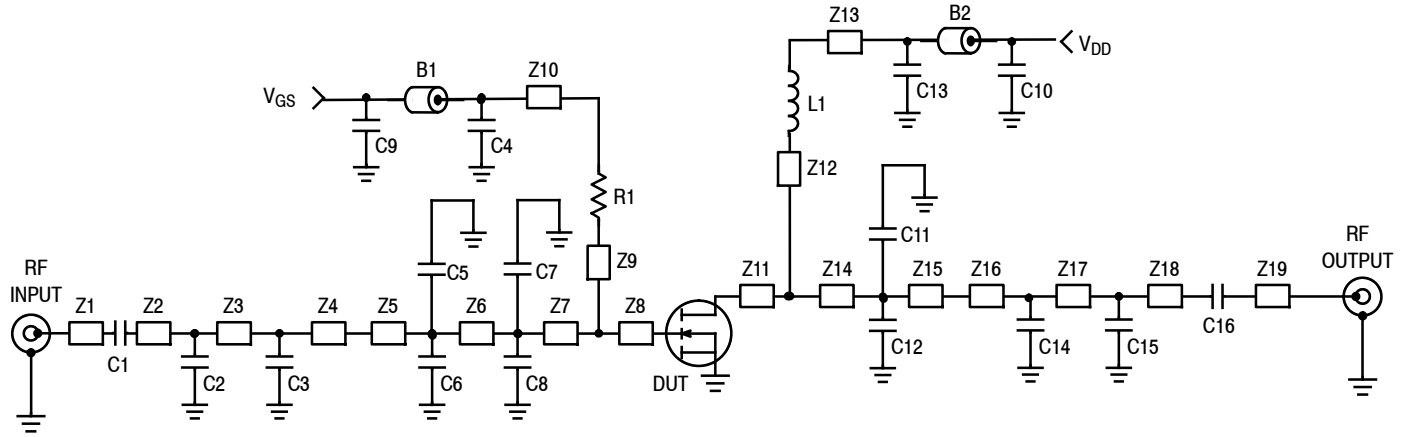 Z13
B2
V_DD
C13
C10
L1
Z12
V_GS
B1
Z10
C9
C4
R1
Z9
C5
C7
C11
RF
INPUT
Z1
Z2
Z3
Z4
Z5
Z6
Z7
Z8
C1
C2
C3
C6
C8
DUT
Z11
Z14
Z15
Z16
Z17
Z18
Z19
RF
OUTPUT
C12
C14
C15
C16